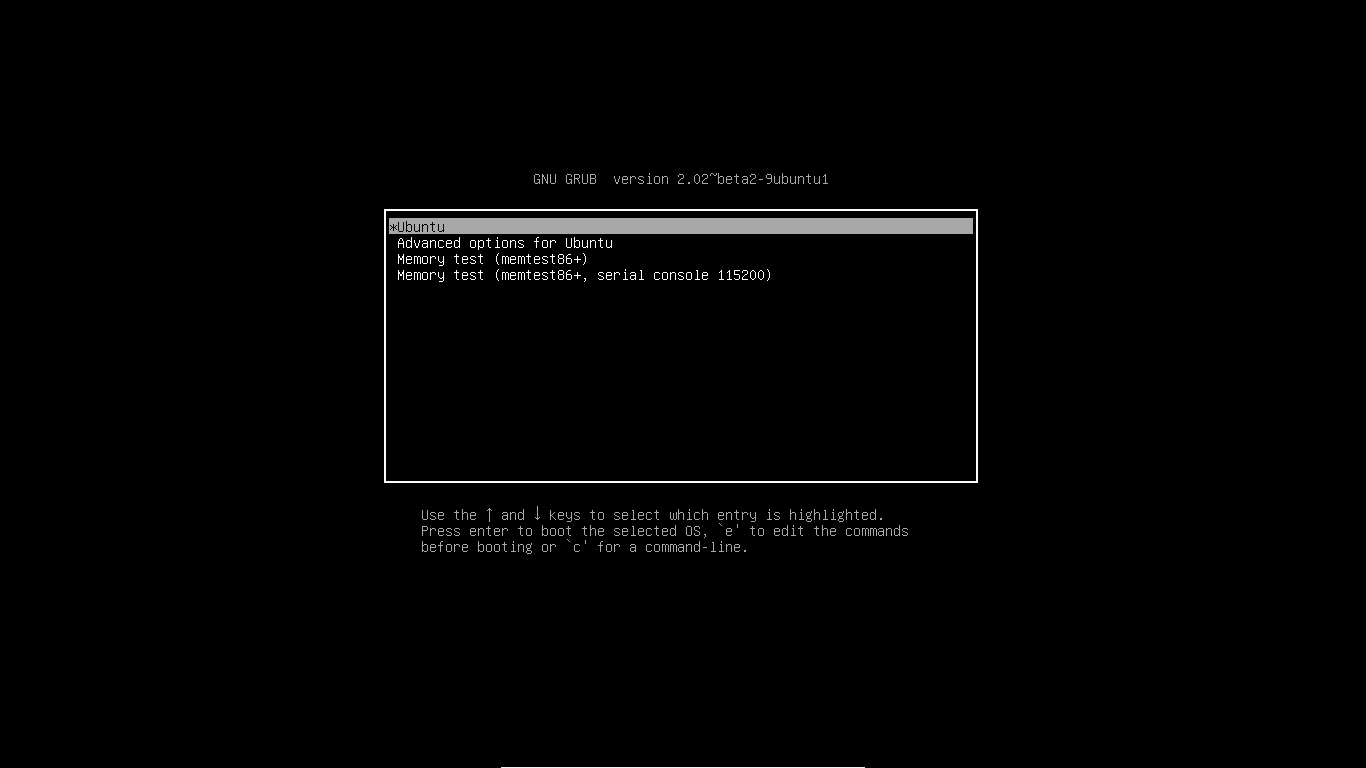 GNU GRUB  version 2.02~beta2-9ubuntu1
*Ubuntu
Advanced options for Ubuntu
Memory test (memtest86+)
Memory test (memtest86+, serial console 115200)
Use the ↑ and ↓ keys to select which entry is highlighted.
Press enter to boot the selected OS, `e' to edit the commands
before booting or `c' for a command-line.